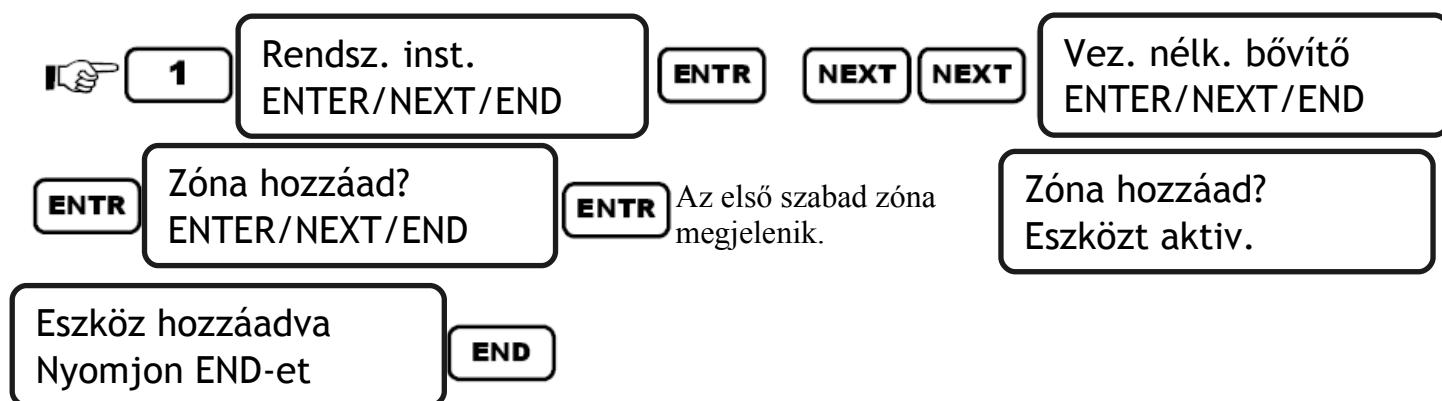 1
Rendsz. inst.
ENTER/NEXT/END
ENTR
NEXT
NEXT
Vez. nélk. bővítő
ENTER/NEXT/END
ENTR
Zóna hozzáad?
ENTER/NEXT/END
ENTR
Az első szabad zóna
megjelenik.
Zóna hozzáad?
Eszközt aktiv.
Eszköz hozzáadva
Nyomjon END-et
END